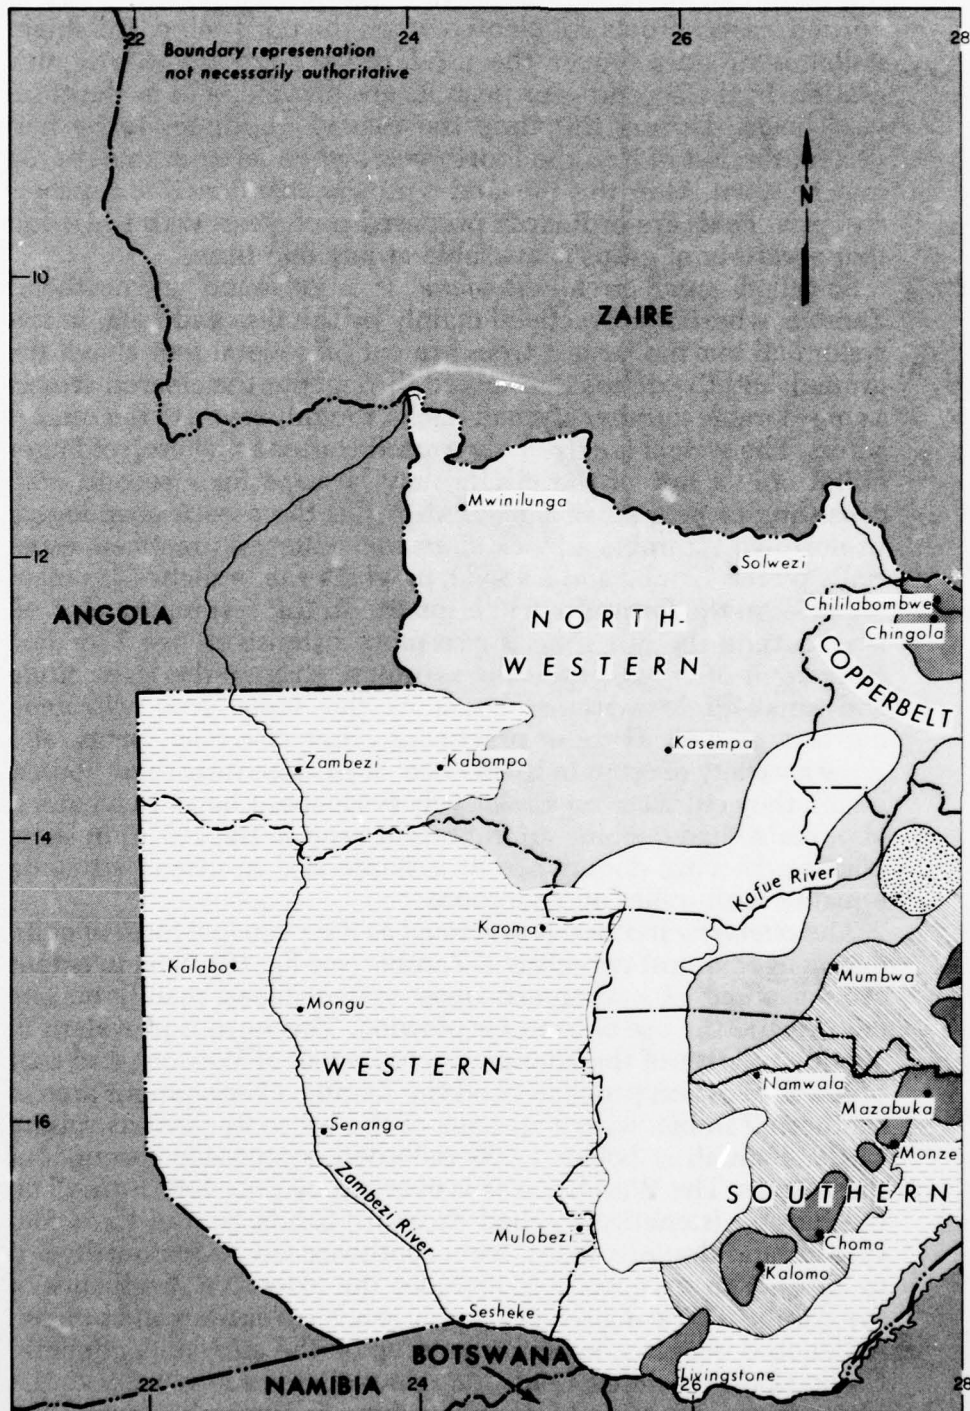 22
24
26
28
Boundary representation
not necessarily authoritative
N
10
ZAIRE
Mwinilunga
12
Solwezi
ANGOLA
NORTH-
WESTERN
Chililabombwe
Chingola
COPPERBELT
Kasempa
Zambezi
Kabompo
14
Kafue River
Kaoma
Kalabo
Mumbwa
Mongu
WESTERN
Namwala
Mazabuka
16
Senanga
Monze
SOUTHERN
Zambezi River
Mulobezi
Choma
Kalomo
Sesheke
BOTSWANA
Livingstone
NAMIBIA
22
24
26
28